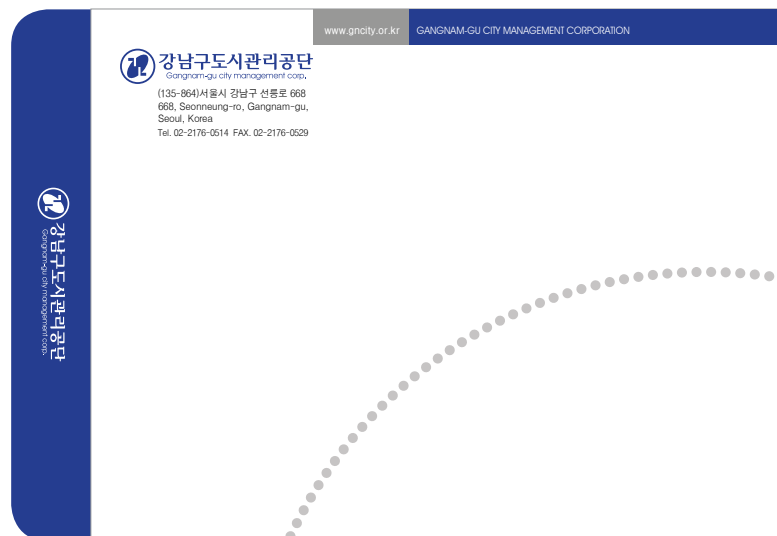 www.gncity.or.kr GANGNAM-GU CITY MANAGEMENT CORPORATION
강남구도시관리공단
Gangnam-gu city management corp.
(135-864)서울시 강남구 선릉로 668
668, Seonneung-ro, Gangnam-gu,
Seoul, Korea
Tel. 02-2176-0514 FAX. 02-2176-0529
강남구도시관리공단
Gangnam-gu city management corp.